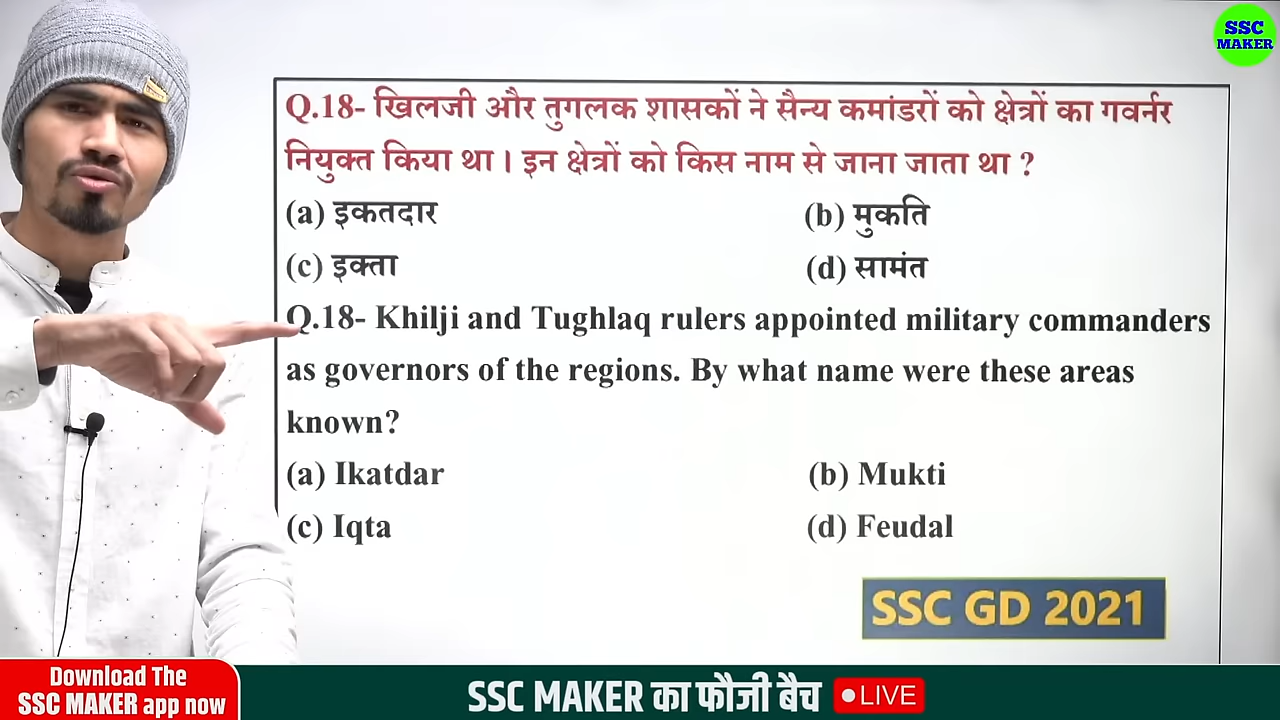 SSC
MAKER
Q.18- खिलजी और तुगलक शासकों ने सैन्य कमांडरों को क्षेत्रों का गवर्नर
नियुक्त किया था। इन क्षेत्रों को किस नाम से जाना जाता था ?
(a) इकतदार (b) मुकति
(c) इक्ता (d) सामंत
Q.18- Khilji and Tughlaq rulers appointed military commanders
as governors of the regions. By what name were these areas
known?
(a) Ikatdar (b) Mukti
(c) Iqta (d) Feudal
SSC GD 2021
Download The
SSC MAKER app now
SSC MAKER का फौजी बैच LIVE